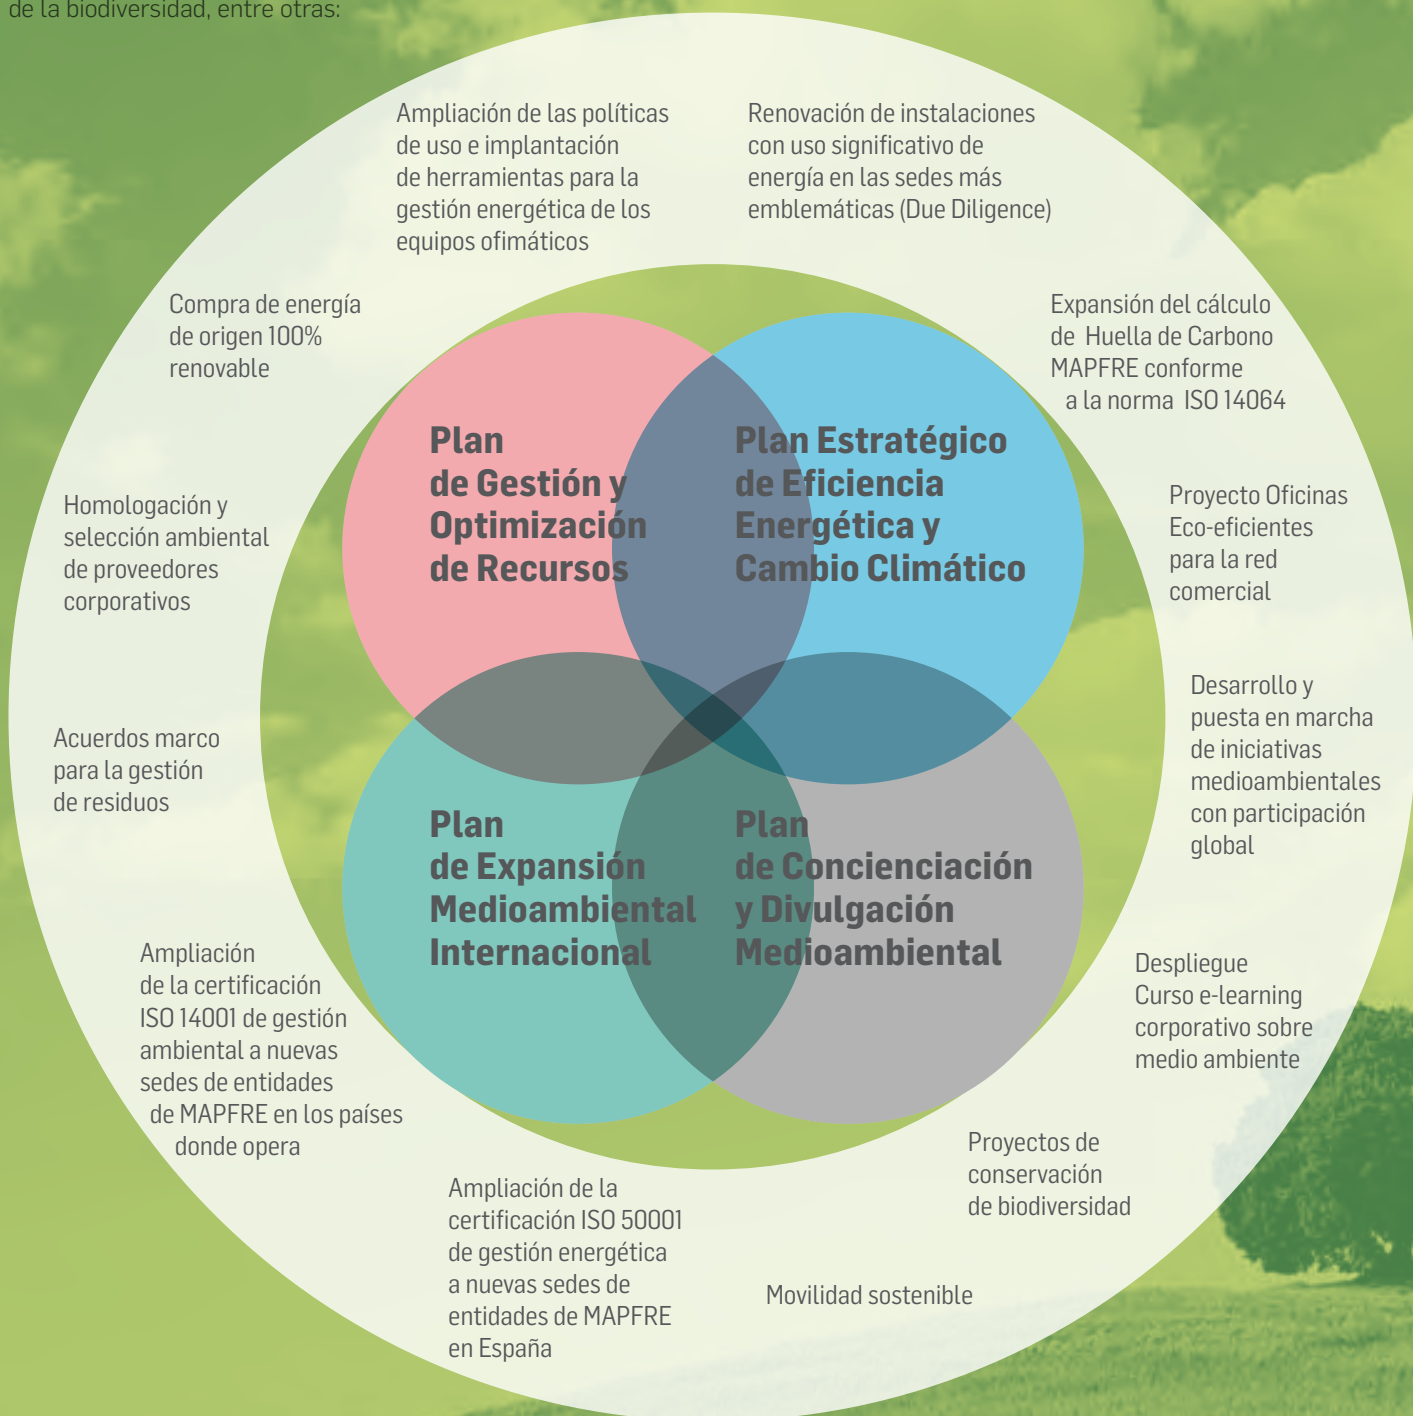 de la biodiversidad, entre otras:
Ampliación de las políticas
de uso e implantación
de herramientas para la
gestión energética de los
equipos ofimáticos
Renovación de instalaciones
con uso significativo de
energía en las sedes más
emblemáticas (Due Diligence)
Compra de energía
de origen 100%
renovable
Expansión del cálculo
de Huella de Carbono
MAPFRE conforme
a la norma ISO 14064
Plan
de Gestión y
Optimización
de Recursos
Plan Estratégico
de Eficiencia
Energética y
Cambio Climático
Homologación y
selección ambiental
de proveedores
corporativos
Proyecto Oficinas
Eco-eficientes
para la red
comercial
Acuerdos marco
para la gestión
de residuos
Desarrollo y
puesta en marcha
de iniciativas
medioambientales
con participación
global
Plan
de Expansión
Medioambiental
Internacional
Plan
de Concienciación
y Divulgación
Medioambiental
Ampliación
de la certificación
ISO 14001 de gestión
ambiental a nuevas
sedes de entidades
de MAPFRE en los países
donde opera
Despliegue
Curso e-learning
corporativo sobre
medio ambiente
Ampliación de la
certificación ISO 50001
de gestión energética
a nuevas sedes de
entidades de MAPFRE
en España
Proyectos de
conservación
de biodiversidad
Movilidad sostenible